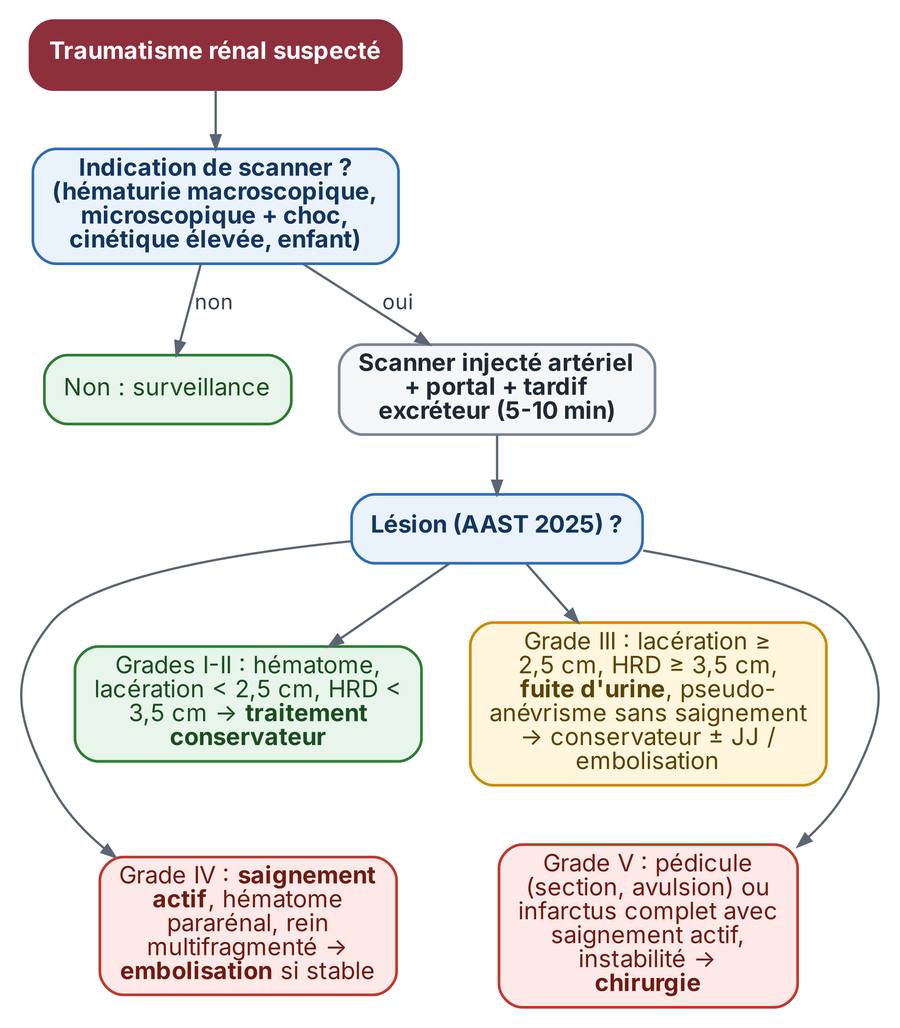 Traumatisme rénal suspecté
Indication de scanner ?
(hématurie macroscopique,
microscopique + choc,
cinétique élevée, enfant)
non
oui
Non : surveillance
Scanner injecté artériel
+ portal + tardif
excréteur (5-10 min)
Lésion (AAST 2025) ?
Grades I-II : hématome,
lacération < 2,5 cm, HRD <
3,5 cm → traitement
conservateur
Grade III : lacération ≥
2,5 cm, HRD ≥ 3,5 cm,
fuite d'urine, pseudo-
anévrisme sans saignement
→ conservateur ± JJ /
embolisation
Grade IV : saignement
actif, hématome
pararénal, rein
multifragmenté →
embolisation si stable
Grade V : pédicule
(section, avulsion) ou
infarctus complet avec
saignement actif,
instabilité →
chirurgie